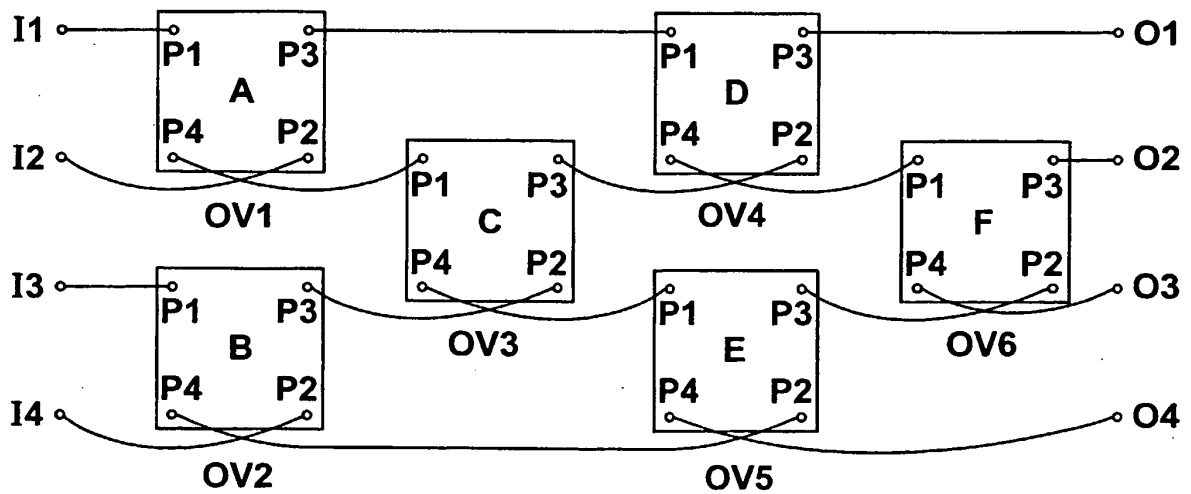 I1 P1 P3 P1 P3 O1
A D
P4 P2 P4 P2
I2 P1 P3 P1 P3 O2
OV1 C OV4 F
P4 P2 P4 P2
I3 P1 P3 P1 P3 O3
B OV3 E OV6
P4 P2 P4 P2
I4 O4
OV2 OV5